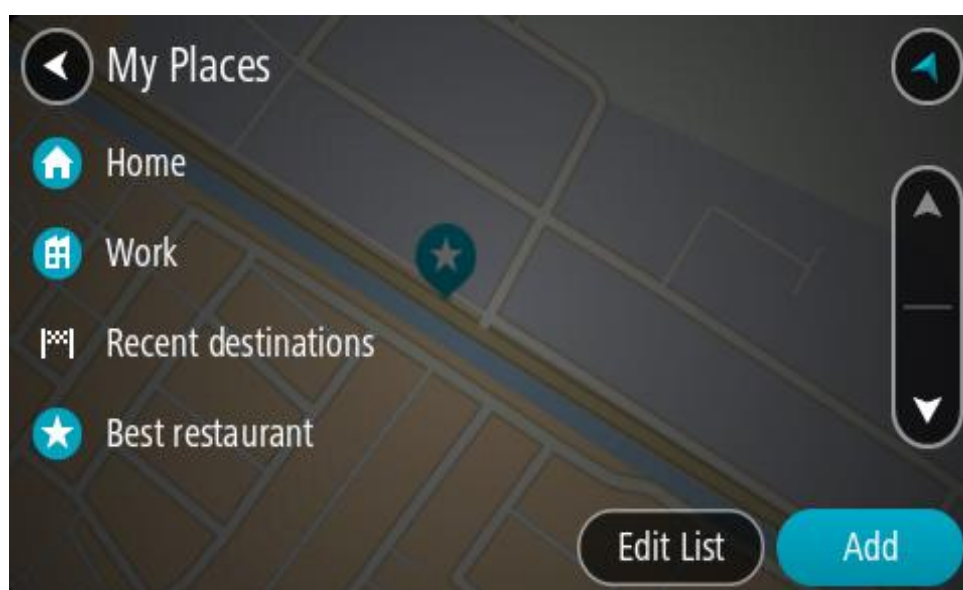 My Places
Home
Work
Recent destinations
Best restaurant
Edit List
Add